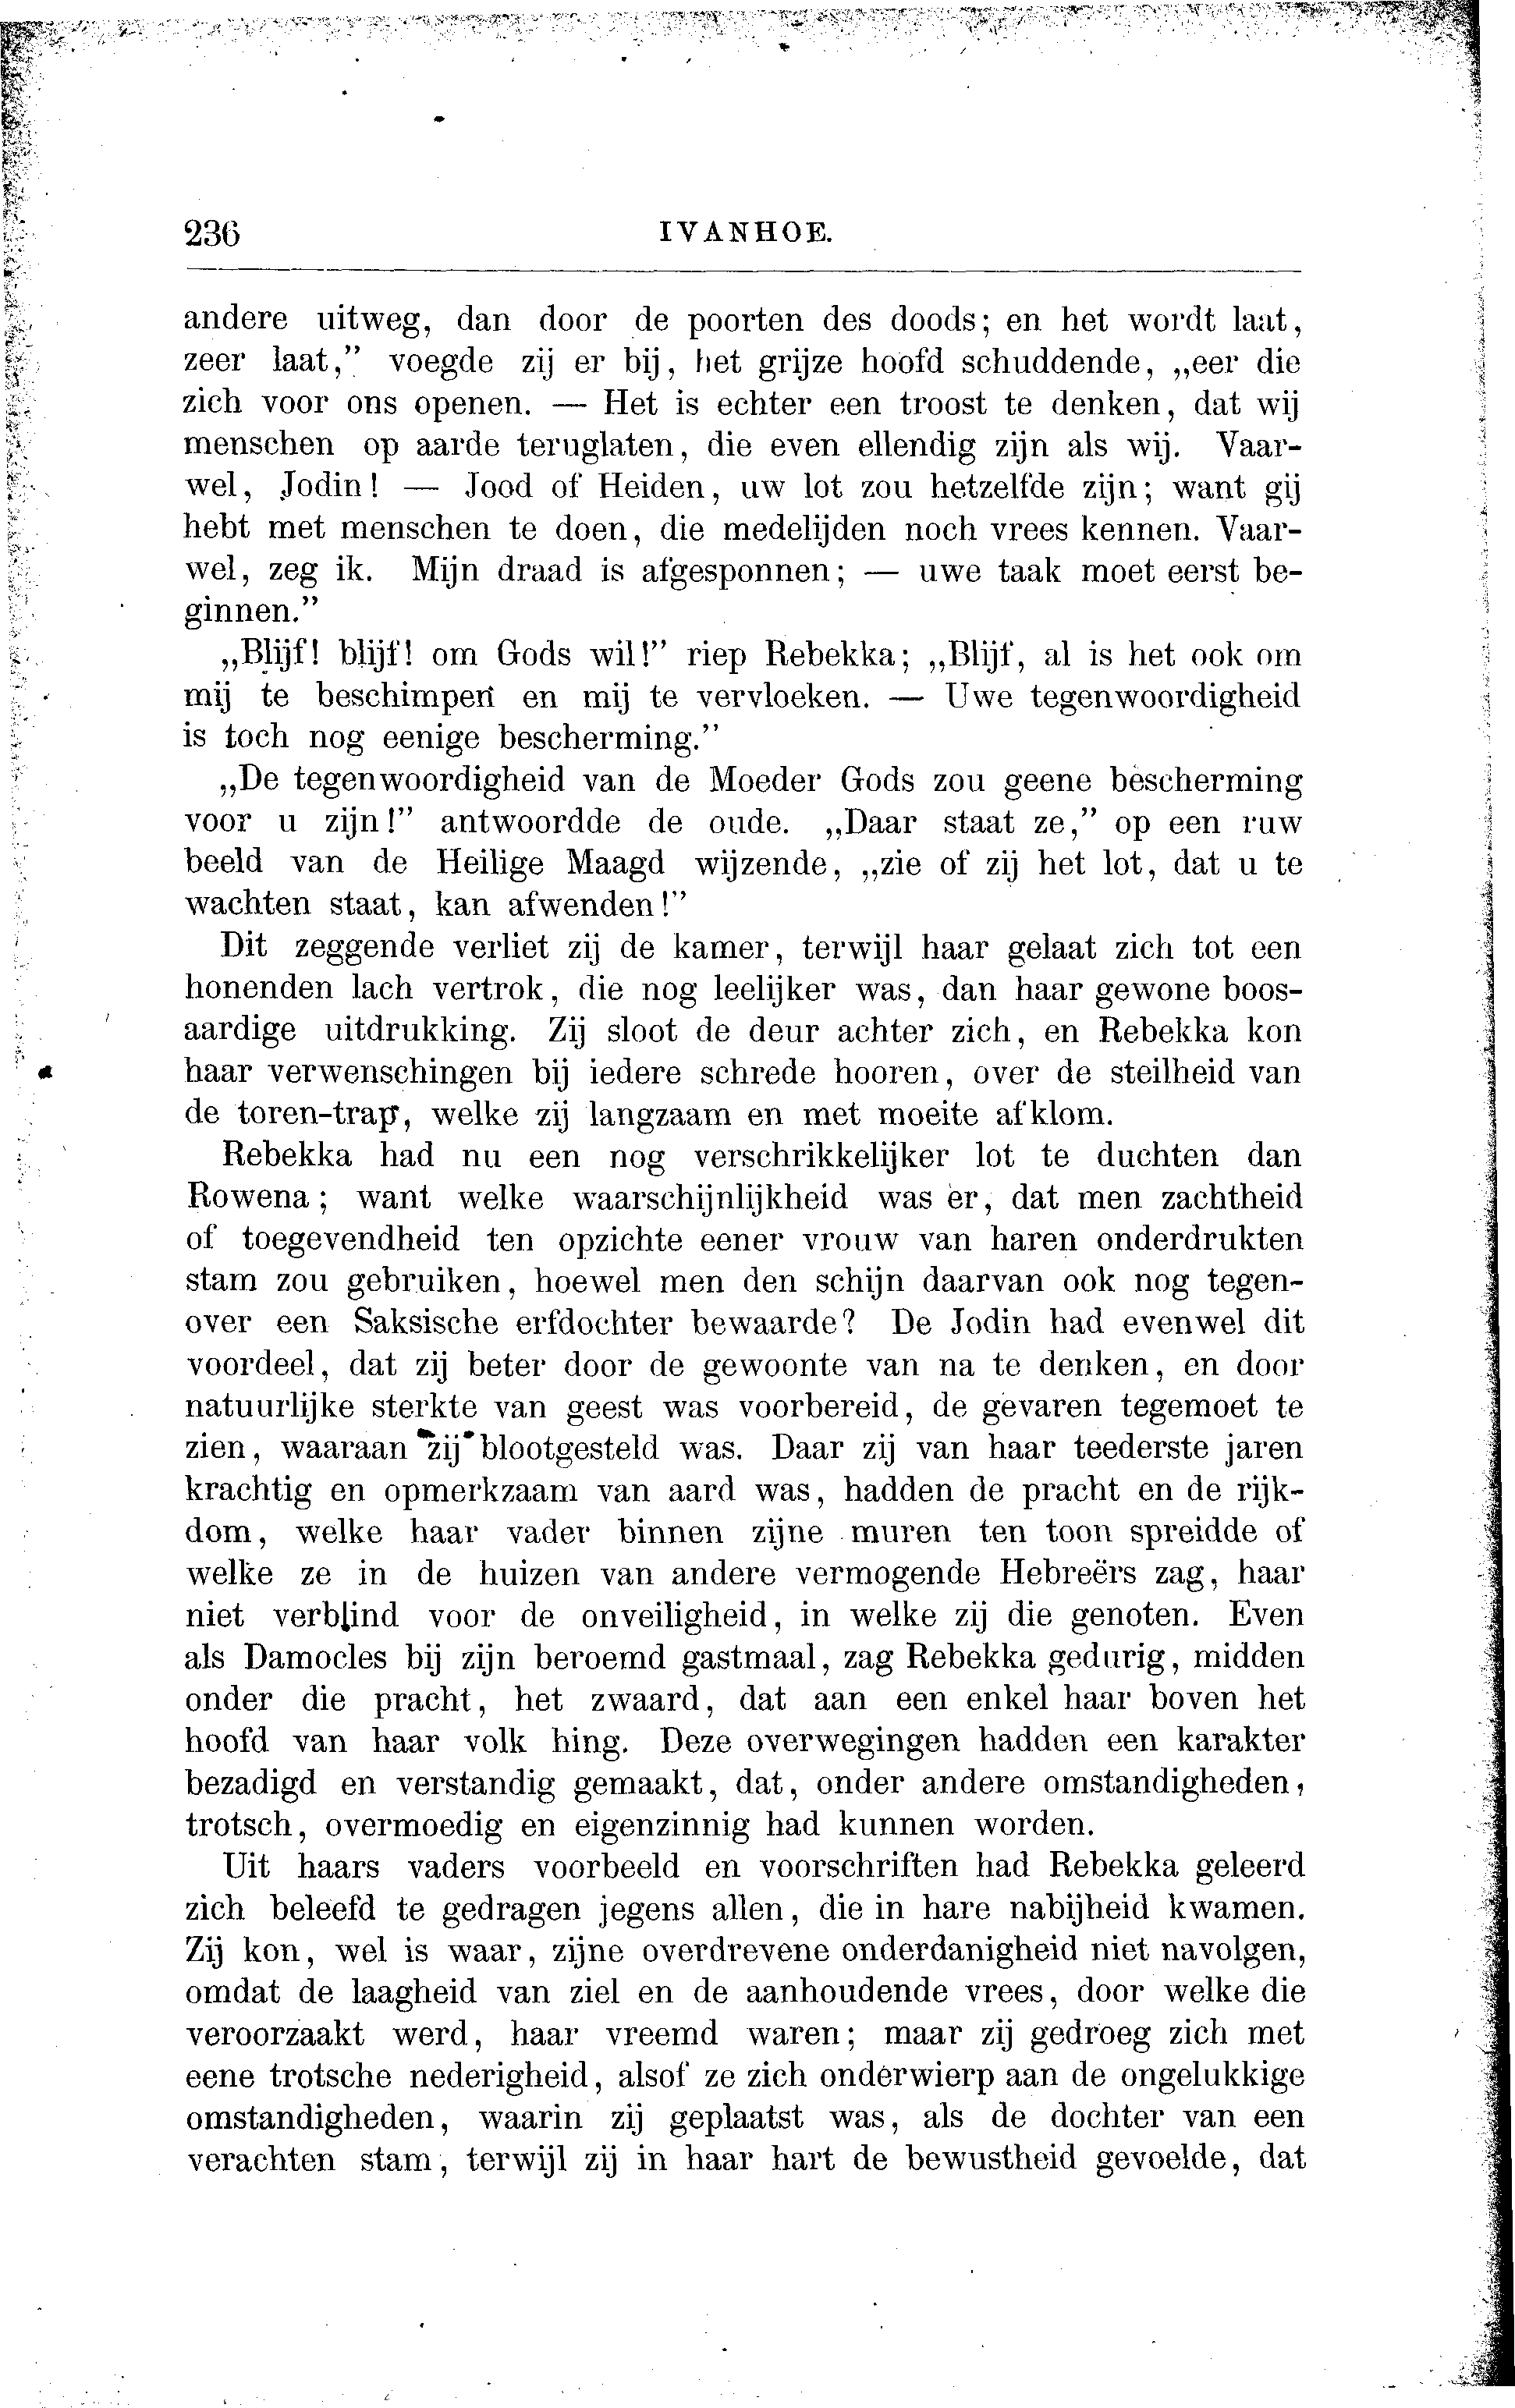 236 IVANHOE.
andere uitweg, dan door de poorten des doods; en het wordt laat,
zeer laat,” voegde zij er bij, het grijze hoofd schuddende, „eer die
zich voor ons openen. — Het is echter een troost te denken, dat wij
menschen op aarde teruglaten, die even ellendig zijn als wij. Vaar-
wel, Jodin! — Jood of Heiden, uw lot zou hetzelfde zijn; want gij
hebt met menschen te doen, die medelijden noch vrees kennen. Vaar-
wel, zeg ik. Mijn draad is afgesponnen; — uwe taak moet eerst be-
ginnen.”
„Blijf! blijf! om Gods wil!” riep Rebekka; „Blijf, al is het ook om
mij te beschimpen en mij te vervloeken. — Uwe tegenwoordigheid
is toch nog eenige bescherming.”
„De tegenwoordigheid van de Moeder Gods zou geene bescherming
voor u zijn!” antwoordde de oude. „Daar staat ze,” op een ruw
beeld van de Heilige Maagd wijzende, „zie of zij het lot, dat u te
wachten staat, kan afwenden!”
Dit zeggende verliet zij de kamer, terwijl haar gelaat zich tot een
honenden lach vertrok, die nog leelijker was, dan haar gewone boos-
aardige uitdrukking. Zij sloot de deur achter zich, en Rebekka kon
haar verwenschingen bij iedere schrede hooren, over de steilheid van
de toren-trap, welke zij langzaam en met moeite afklom.
Rebekka had nu een nog verschrikkelijker lot te duchten dan
Rowena; want welke waarschijnlijkheid was er, dat men zachtheid
of toegevendheid ten opzichte eener vrouw van haren onderdrukten
stam zou gebruiken, hoewel men den schijn daarvan ook nog tegen-
over een Saksische erfdochter bewaarde? De Jodin had evenwel dit
voordeel, dat zij beter door de gewoonte van na te denken, en door
natuurlijke sterkte van geest was voorbereid, de gevaren tegemoet te
zien, waaraan zij blootgesteld was. Daar zij van haar teederste jaren
krachtig en opmerkzaam van aard was, hadden de pracht en de rijk-
dom, welke haar vader binnen zijne muren ten toon spreidde of
welke ze in de huizen van andere vermogende Hebreërs zag, haar
niet verblind voor de onveiligheid, in welke zij die genoten. Even
als Damocles bij zijn beroemd gastmaal, zag Rebekka gedurig, midden
onder die pracht, het zwaard, dat aan een enkel haar boven het
hoofd van haar volk hing. Deze overwegingen hadden een karakter
bezadigd en verstandig gemaakt, dat, onder andere omstandigheden,
trotsch, overmoedig en eigenzinnig had kunnen worden.
Uit haars vaders voorbeeld en voorschriften had Rebekka geleerd
zich beleefd te gedragen jegens allen, die in hare nabijheid kwamen.
Zij kon, wel is waar, zijne overdrevene onderdanigheid niet navolgen,
omdat de laagheid van ziel en de aanhoudende vrees, door welke die
veroorzaakt werd, haar vreemd waren; maar zij gedroeg zich met
eene trotsche nederigheid, alsof ze zich onderwierp aan de ongelukkige
omstandigheden, waarin zij geplaatst was, als de dochter van een
verachten stam, terwijl zij in haar hart de bewustheid gevoelde, dat